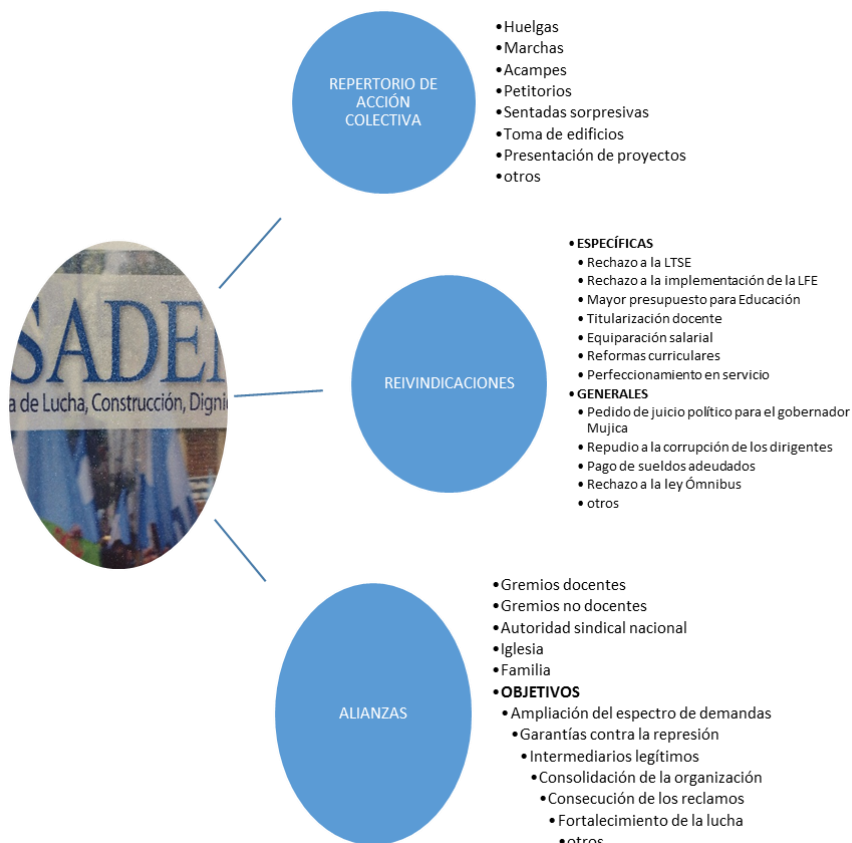 REPERTORIO DE
ACCIÓN
COLECTIVA
•Huelgas
•Marchas
•Acampes
•Petitorios
•Sentadas sorpresivas
•Toma de edificios
•Presentación de proyectos
•otros
SADE
a de Lucha, Construcción, Digni
REIVINDICACIONES
•ESPECÍFICAS
•Rechazo a la LTSE
•Rechazo a la implementación de la LFE
•Mayor presupuesto para Educación
•Titularización docente
•Equiparación salarial
•Reformas curriculares
•Perfeccionamiento en servicio
•GENERALES
•Pedido de juicio político para el gobernador
Mujica
•Repudio a la corrupción de los dirigentes
•Pago de sueldos adeudados
•Rechazo a la ley Ómnibus
•otros
ALIANZAS
•Gremios docentes
•Gremios no docentes
•Autoridad sindical nacional
•Iglesia
•Familia
•OBJETIVOS
•Ampliación del espectro de demandas
•Garantías contra la represión
•Intermediarios legítimos
•Consolidación de la organización
•Consecución de los reclamos
•Fortalecimiento de la lucha
•otros